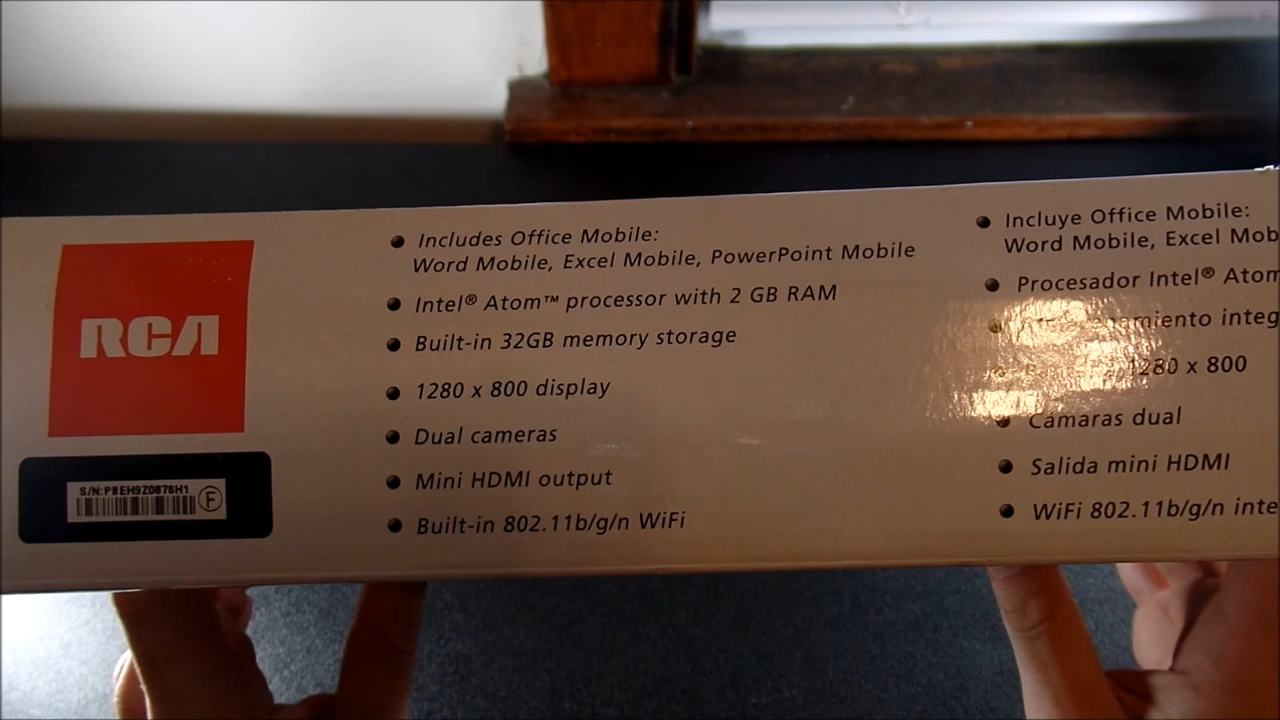 RCA
S/N:
F
Includes Office Mobile:
Word Mobile, Excel Mobile, PowerPoint Mobile
Intel® Atom™ processor with 2 GB RAM
Built-in 32GB memory storage
1280 x 800 display
Dual cameras
Mini HDMI output
Built-in 802.11b/g/n WiFi
Incluye Office Mobile:
Word Mobile, Excel Mob
Procesador Intel® Atom
integ
1280 x 800
Cámaras dual
Salida mini HDMI
WiFi 802.11b/g/n inte